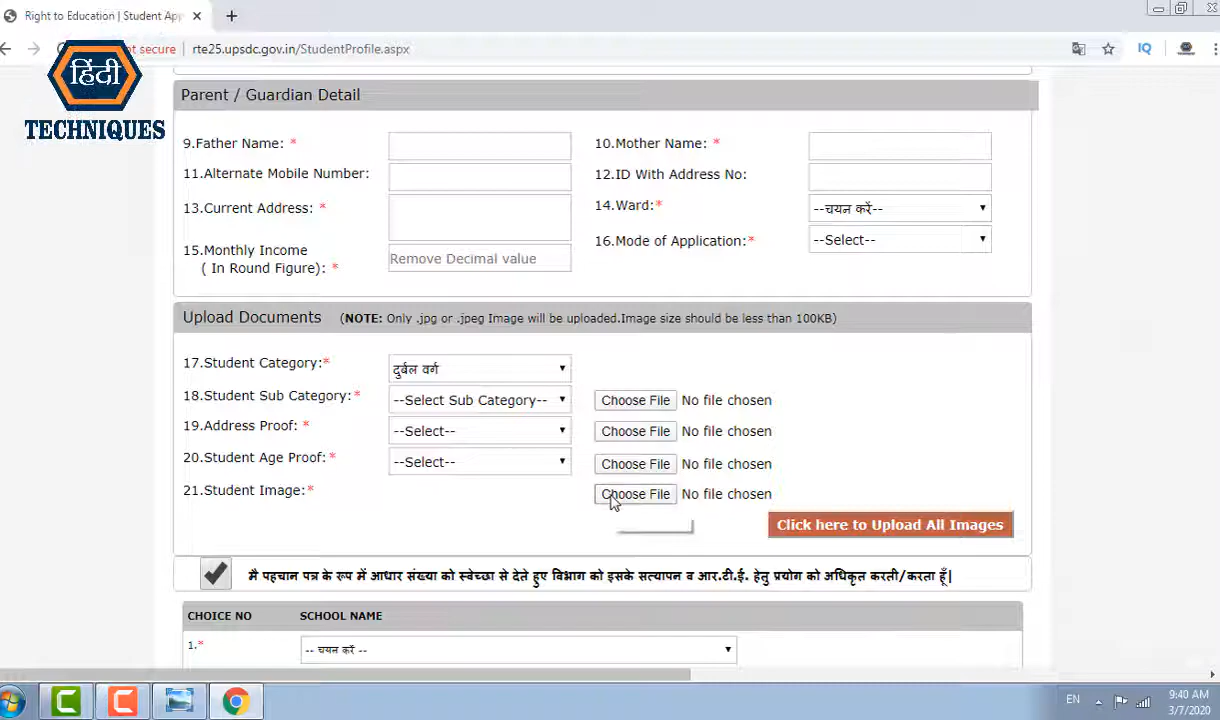 Right to Education | Student App
Not secure rte25.upsdc.gov.in/StudentProfile.aspx
IQ
हिंदी
TECHNIQUES
Parent / Guardian Detail
9.Father Name: * 10.Mother Name: *
11.Alternate Mobile Number: 12.ID With Address No:
13.Current Address: * 14.Ward:* --चयन करें--
15.Monthly Income
( In Round Figure): * Remove Decimal value 16.Mode of Application:* --Select--
Upload Documents (NOTE: Only .jpg or .jpeg Image will be uploaded.Image size should be less than 100KB)
17.Student Category:* दुर्बल वर्ग
18.Student Sub Category: * --Select Sub Category-- Choose File No file chosen
19.Address Proof: * --Select-- Choose File No file chosen
20.Student Age Proof: * --Select-- Choose File No file chosen
21.Student Image:* Choose File No file chosen
Click here to Upload All Images
मै पहचान पत्र के रूप में आधार संख्या को स्वेच्छा से देते हुए विभाग को इसके सत्यापन व आर.टी.ई. हेतु प्रयोग को अधिकृत करती/करता हूँ|
CHOICE NO SCHOOL NAME
1.* -- चयन करें --
EN 9:40 AM
3/7/2020